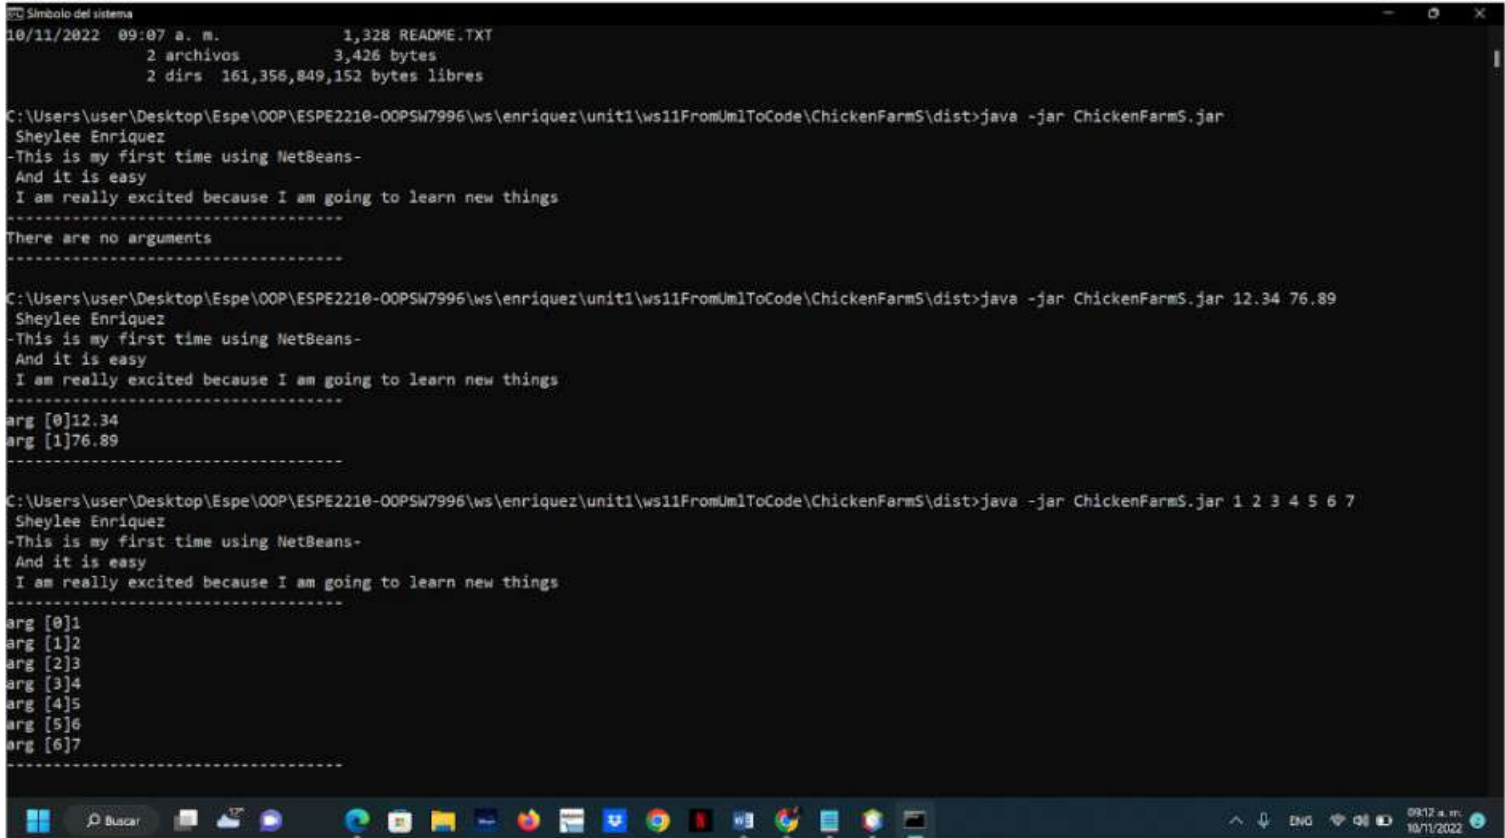 Símbolo del sistema
10/11/2022 09:07 a. m. 1,328 README.TXT
2 archivos 3,426 bytes
2 dirs 161,356,849,152 bytes libres
C:\Users\user\Desktop\Espe\OOP\ESPE2210-OOPSW7996\ws\enriquez\unit1\ws11FromUmlToCode\ChickenFarmS\dist>java -jar ChickenFarmS.jar
Sheylee Enriquez
-This is my first time using NetBeans-
And it is easy
I am really excited because I am going to learn new things
-------------------------------------
There are no arguments
-------------------------------------
C:\Users\user\Desktop\Espe\OOP\ESPE2210-OOPSW7996\ws\enriquez\unit1\ws11FromUmlToCode\ChickenFarmS\dist>java -jar ChickenFarmS.jar 12.34 76.89
Sheylee Enriquez
-This is my first time using NetBeans-
And it is easy
I am really excited because I am going to learn new things
-------------------------------------
arg [0]12.34
arg [1]76.89
-------------------------------------
C:\Users\user\Desktop\Espe\OOP\ESPE2210-OOPSW7996\ws\enriquez\unit1\ws11FromUmlToCode\ChickenFarmS\dist>java -jar ChickenFarmS.jar 1 2 3 4 5 6 7
Sheylee Enriquez
-This is my first time using NetBeans-
And it is easy
I am really excited because I am going to learn new things
-------------------------------------
arg [0]1
arg [1]2
arg [2]3
arg [3]4
arg [4]5
arg [5]6
arg [6]7
-------------------------------------
Buscar
ENG
09:12 a. m.
10/11/2022